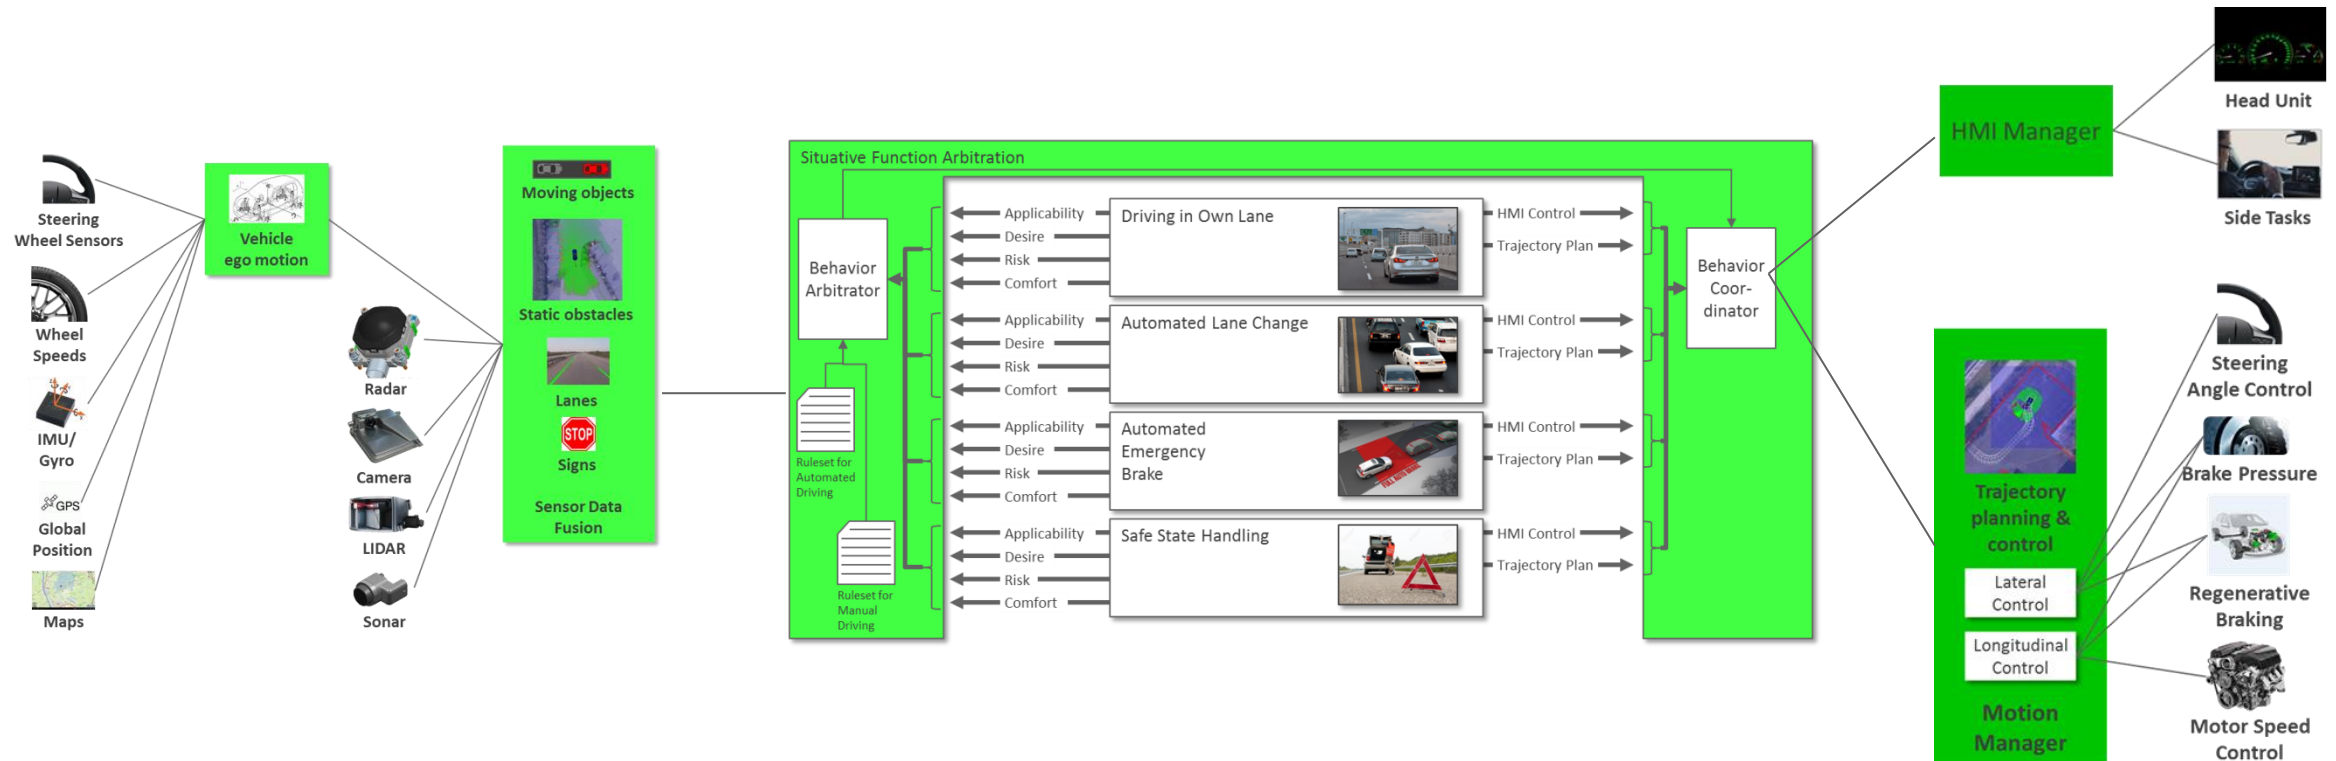 Steering
Wheel Sensors
Wheel
Speeds
IMU/
Gyro
GPS
Global
Position
Maps
Vehicle
ego motion
Radar
Camera
LIDAR
Sonar
Moving objects
Static obstacles
Lanes
STOP
Signs
Sensor Data
Fusion
Situative Function Arbitration
Behavior
Arbitrator
Ruleset for
Automated
Driving
Ruleset for
Manual
Driving
Applicability
Desire
Risk
Comfort
Driving in Own Lane
HMI Control
Trajectory Plan
Applicability
Desire
Risk
Comfort
Automated Lane Change
HMI Control
Trajectory Plan
Applicability
Desire
Risk
Comfort
Automated
Emergency
Brake
FULL AUTO BRAKE
HMI Control
Trajectory Plan
Applicability
Desire
Risk
Comfort
Safe State Handling
HMI Control
Trajectory Plan
Behavior
Coor-
dinator
HMI Manager
Head Unit
Side Tasks
Trajectory
planning &
control
Lateral
Control
Longitudinal
Control
Motion
Manager
Steering
Angle Control
Brake Pressure
Regenerative
Braking
Motor Speed
Control